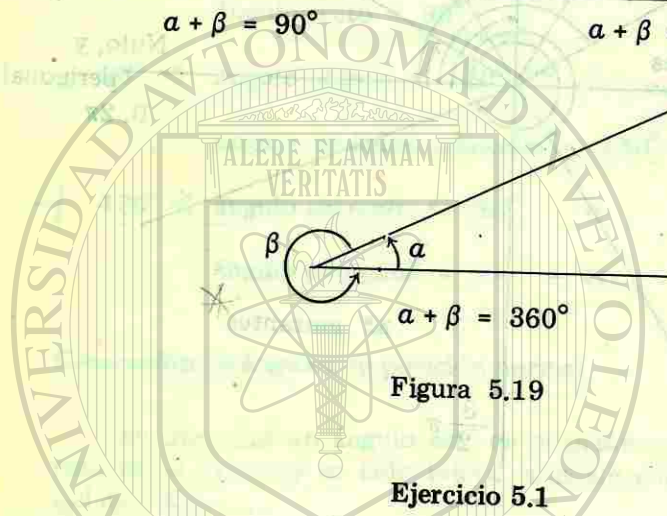 α + β = 90°
α + β
ALERE FLAMMAM
VERITATIS
β
α
α + β = 360°
Figura 5.19
Ejercicio 5.1